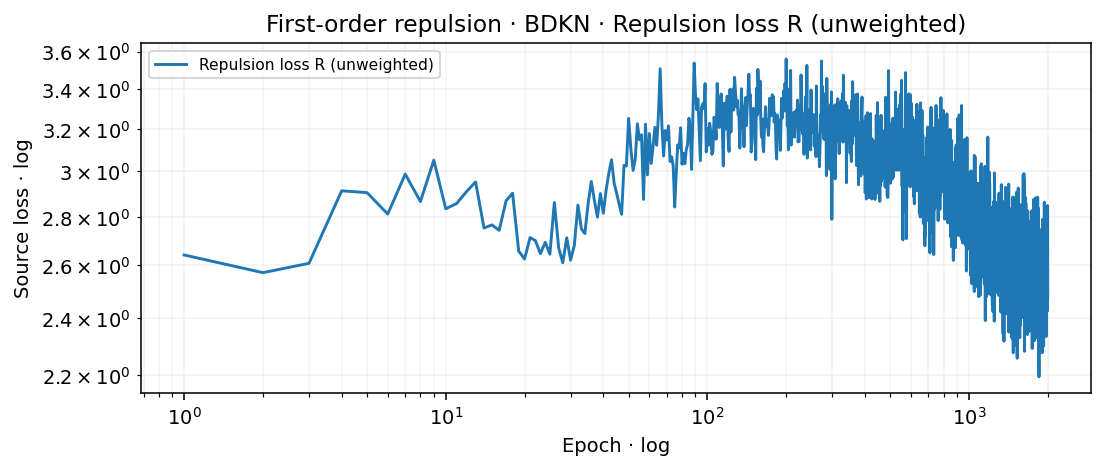 First-order repulsion · BDKN · Repulsion loss R (unweighted)
Repulsion loss R (unweighted)
Source loss · log
3.6 × 10⁰
3.4 × 10⁰
3.2 × 10⁰
3 × 10⁰
2.8 × 10⁰
2.6 × 10⁰
2.4 × 10⁰
2.2 × 10⁰
10⁰ 10¹ 10² 10³
Epoch · log